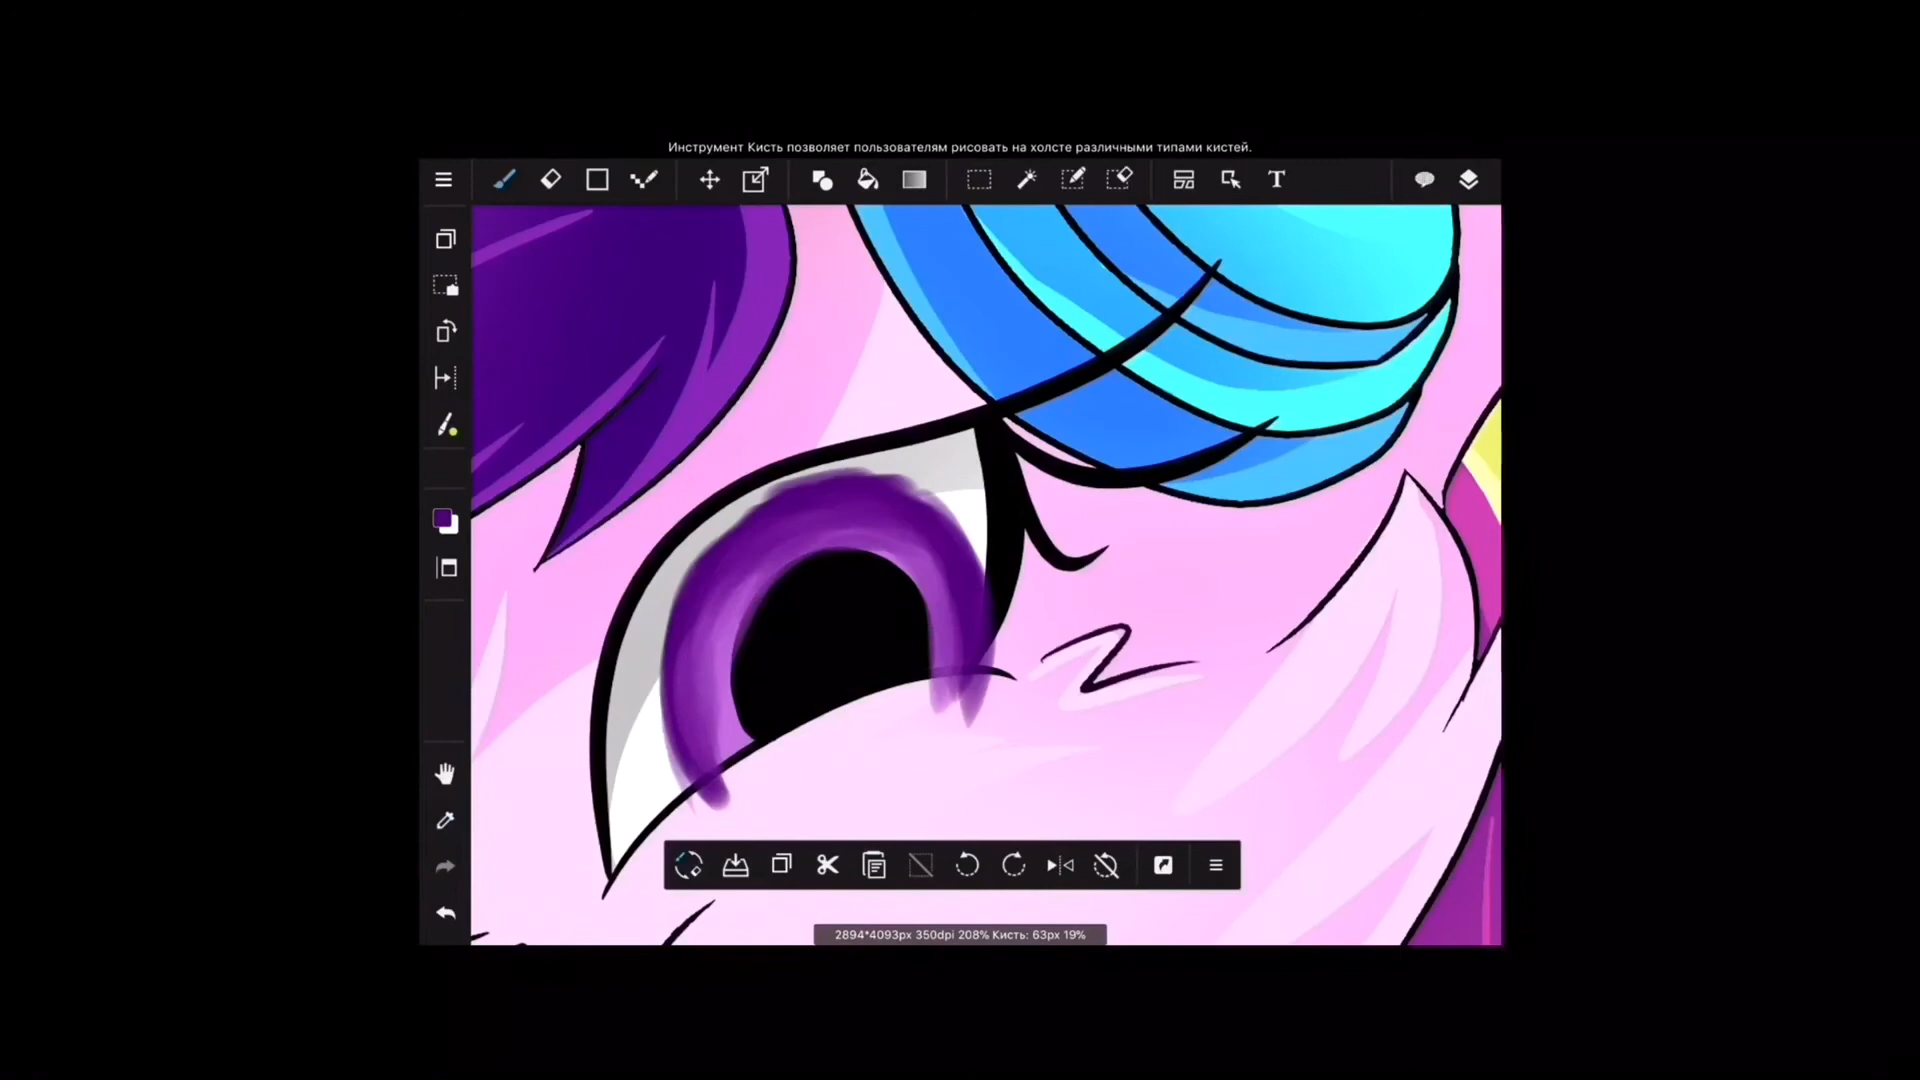 Инструмент Кисть позволяет пользователям рисовать на холсте различными типами кистей.
T
2894*4093px 350dpi 208% Кисть: 63px 19%